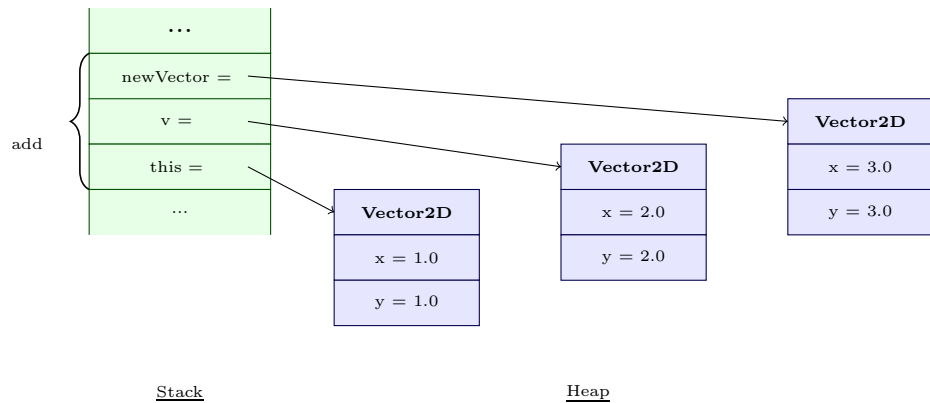 ...
newVector =
v =
this =
...
add
Vector2D
x = 1.0
y = 1.0
Vector2D
x = 2.0
y = 2.0
Vector2D
x = 3.0
y = 3.0
Stack
Heap